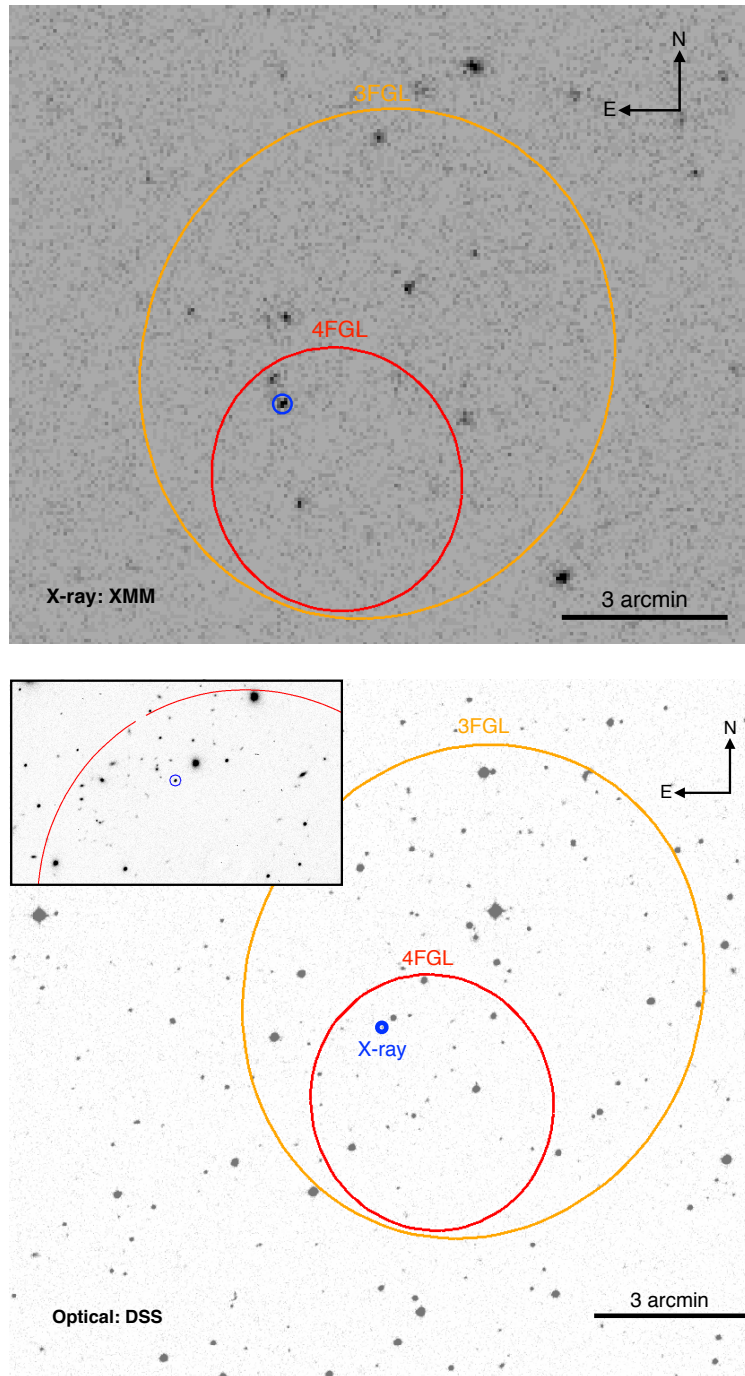 N
3FGL
E
4FGL
X-ray: XMM
3 arcmin
3FGL
N
E
4FGL
X-ray
3 arcmin
Optical: DSS